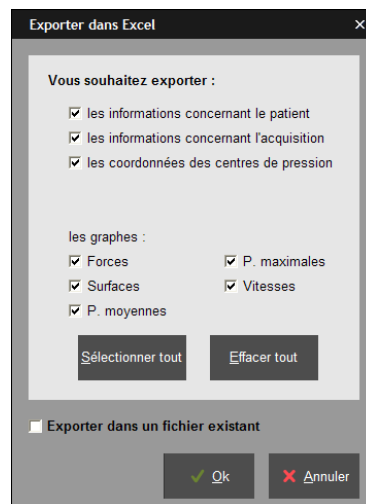 Exporter dans Excel
Vous souhaitez exporter :
les informations concernant le patient
les informations concernant l'acquisition
les coordonnées des centres de pression
les graphes :
Forces
P. maximales
Surfaces
Vitesses
P. moyennes
Sélectionner tout
Effacer tout
Exporter dans un fichier existant
Ok
Annuler